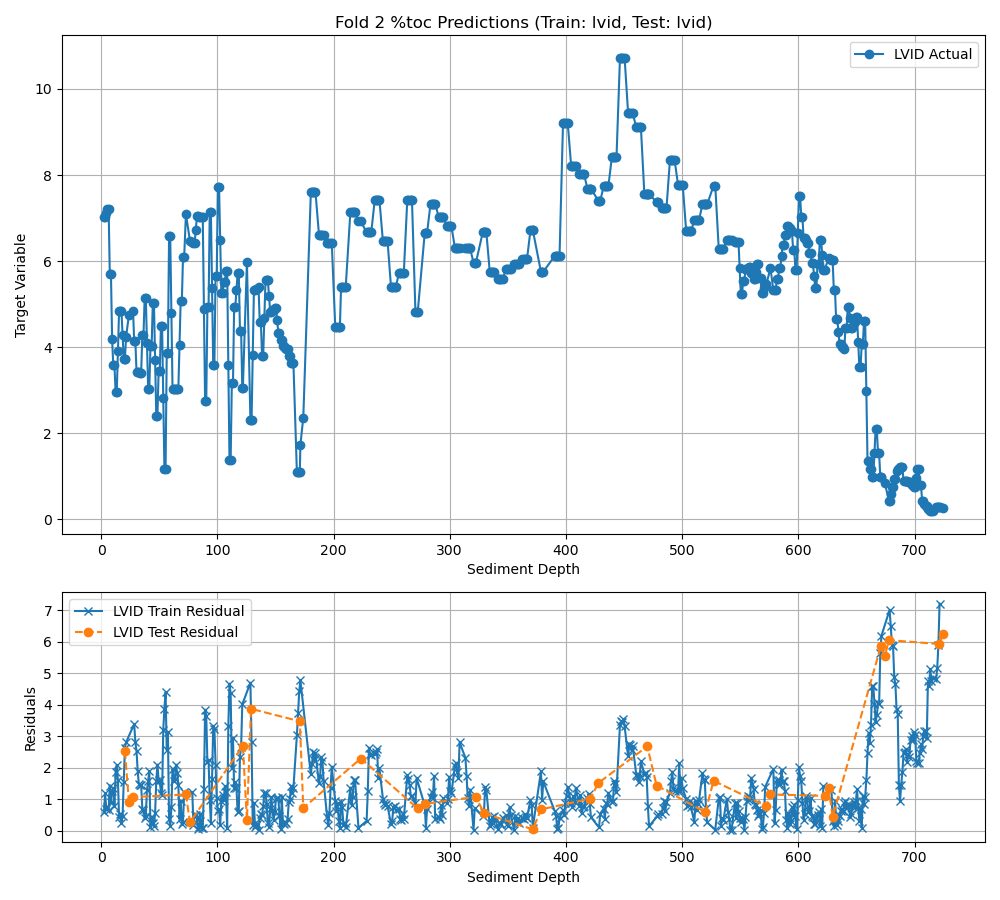 Fold 2 %toc Predictions (Train: lvid, Test: lvid)
LVID Actual
Target Variable
10
8
6
4
2
0
0 100 200 300 400 500 600 700
Sediment Depth
LVID Train Residual
LVID Test Residual
Residuals
7
6
5
4
3
2
1
0
0 100 200 300 400 500 600 700
Sediment Depth